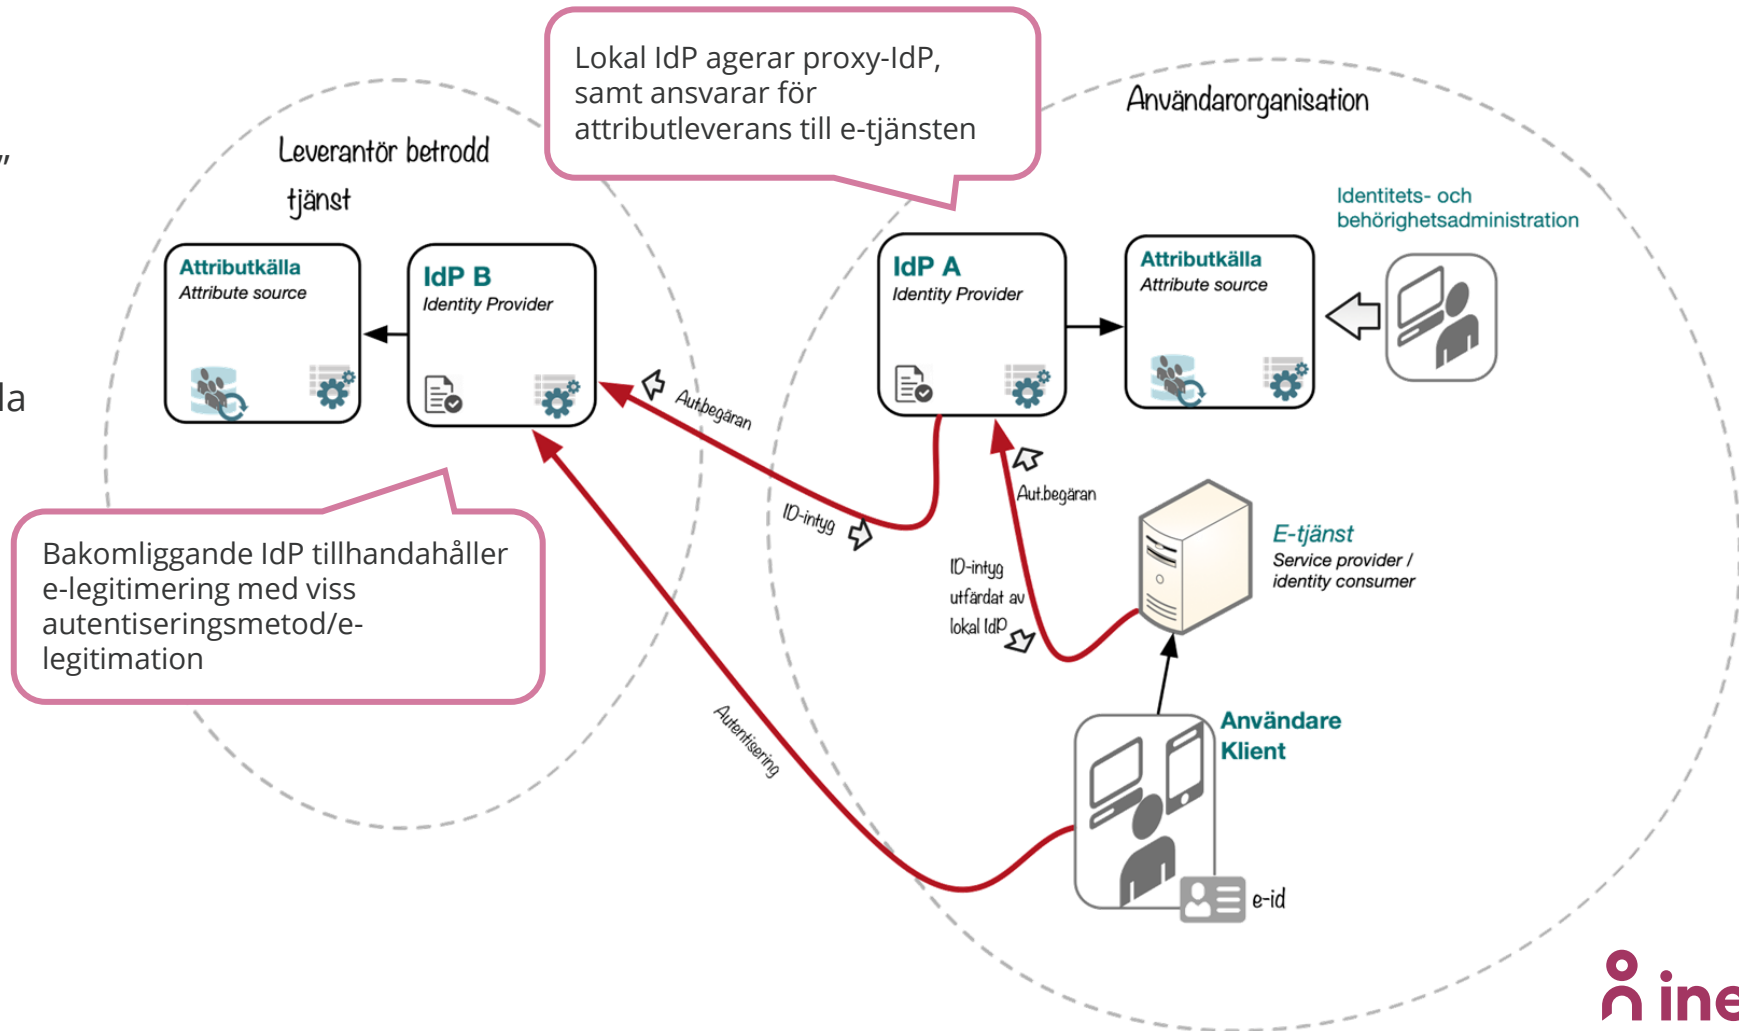 ”
la
Lokal IdP agerar proxy-IdP,
samt ansvarar för
attributleverans till e-tjänsten
Leverantör betrodd
tjänst
Användarorganisation
Identitets- och
behörighetsadministration
Attributkälla
Attribute source
IdP B
Identity Provider
IdP A
Identity Provider
Attributkälla
Attribute source
Aut.begäran
ID-intyg
Aut.begäran
ID-intyg
utfärdat av
lokal IdP
E-tjänst
Service provider /
identity consumer
Bakomliggande IdP tillhandahåller
e-legitimering med viss
autentiseringsmetod/e-
legitimation
Autentisering
Användare
Klient
e-id
ine